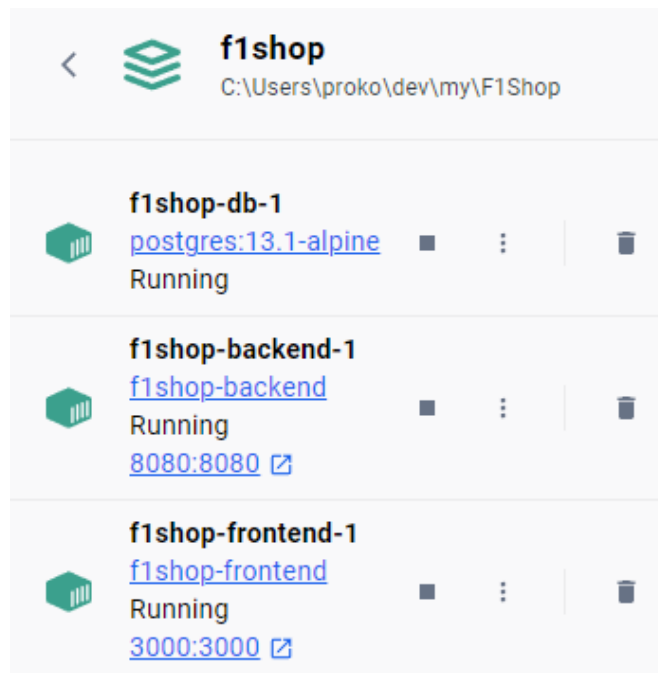 f1shop
C:\Users\proko\dev\my\F1Shop
f1shop-db-1
postgres:13.1-alpine
Running
f1shop-backend-1
f1shop-backend
Running
8080:8080
f1shop-frontend-1
f1shop-frontend
Running
3000:3000